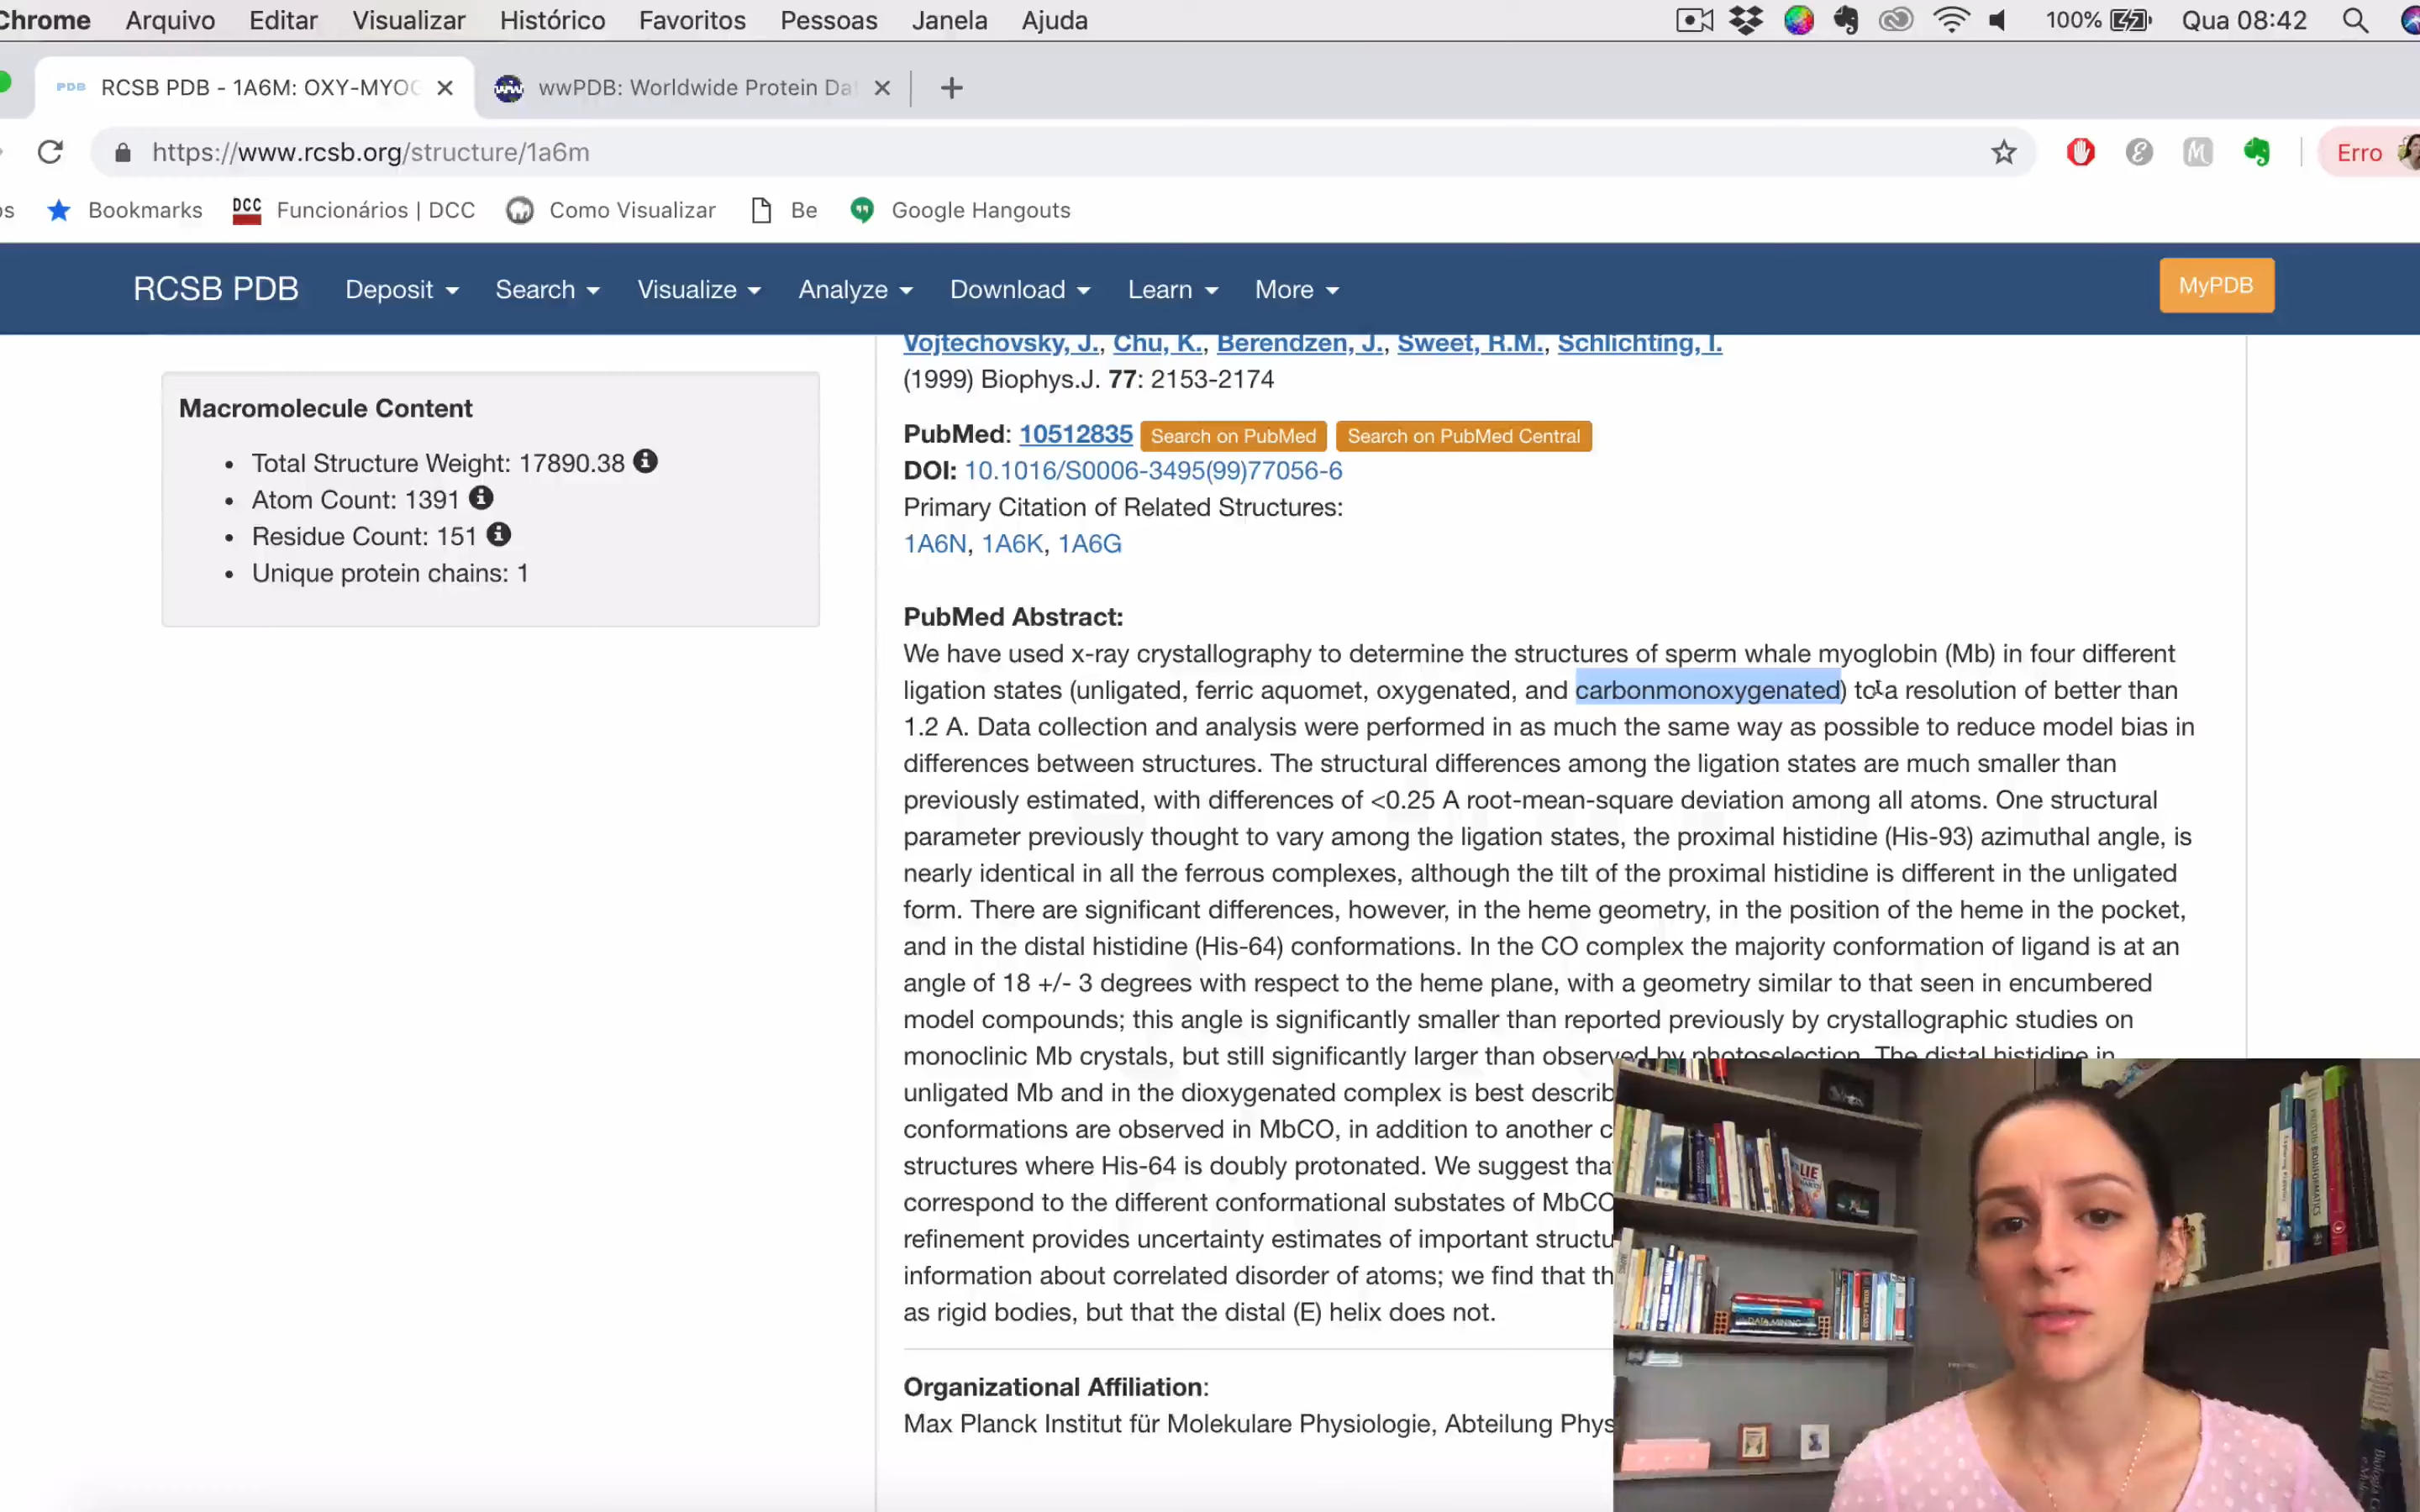 Chrome Arquivo Editar Visualizar Histórico Favoritos Pessoas Janela Ajuda 100% Qua 08:42
PDB RCSB PDB - 1A6M: OXY-MYOG wwPDB: Worldwide Protein Da
https://www.rcsb.org/structure/1a6m Erro
Bookmarks DCC Funcionários | DCC Como Visualizar Be Google Hangouts
RCSB PDB Deposit Search Visualize Analyze Download Learn More MyPDB
Vojtechovsky, J., Chu, K., Berendzen, J., Sweet, R.M., Schlichting, I.
(1999) Biophys.J. 77: 2153-2174
Macromolecule Content
Total Structure Weight: 17890.38
Atom Count: 1391
Residue Count: 151
Unique protein chains: 1
PubMed: 10512835 Search on PubMed Search on PubMed Central
DOI: 10.1016/S0006-3495(99)77056-6
Primary Citation of Related Structures:
1A6N, 1A6K, 1A6G
PubMed Abstract:
We have used x-ray crystallography to determine the structures of sperm whale myoglobin (Mb) in four different
ligation states (unligated, ferric aquomet, oxygenated, and carbonmonoxygenated) to a resolution of better than
1.2 A. Data collection and analysis were performed in as much the same way as possible to reduce model bias in
differences between structures. The structural differences among the ligation states are much smaller than
previously estimated, with differences of <0.25 A root-mean-square deviation among all atoms. One structural
parameter previously thought to vary among the ligation states, the proximal histidine (His-93) azimuthal angle, is
nearly identical in all the ferrous complexes, although the tilt of the proximal histidine is different in the unligated
form. There are significant differences, however, in the heme geometry, in the position of the heme in the pocket,
and in the distal histidine (His-64) conformations. In the CO complex the majority conformation of ligand is at an
angle of 18 +/- 3 degrees with respect to the heme plane, with a geometry similar to that seen in encumbered
model compounds; this angle is significantly smaller than reported previously by crystallographic studies on
monoclinic Mb crystals, but still significantly larger than observed by photoselection. The distal histidine in
unligated Mb and in the dioxygenated complex is best describ
conformations are observed in MbCO, in addition to another c
structures where His-64 is doubly protonated. We suggest tha
correspond to the different conformational substates of MbCO
refinement provides uncertainty estimates of important structu
information about correlated disorder of atoms; we find that th
as rigid bodies, but that the distal (E) helix does not.
Organizational Affiliation:
Max Planck Institut für Molekulare Physiologie, Abteilung Phys
LIE
DATA MINING
BIOINFORMATICS